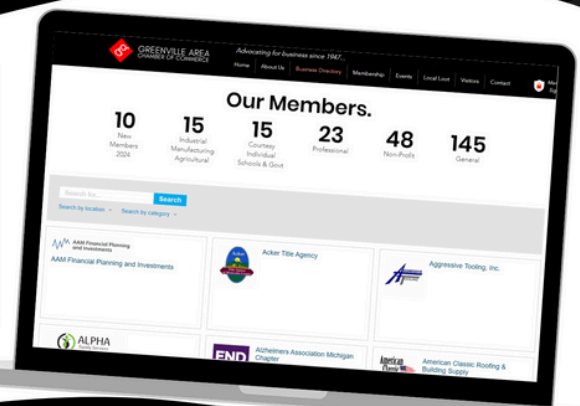 GREENVILLE AREA
CHAMBER OF COMMERCE
Advocating for business since 1947...
Home About Us Business Directory Membership Events Local Loot Visitors Contact
Our Members.
10 15 15 23 48 145
New Members 2024
Industrial Manufacturing Agricultural
Courtesy Individual Schools & Govt
Professional
Non-Profit
General
Search for...
Search
Search by location Search by category
AAM Financial Planning
and Investments
AAM Financial Planning and Investments
Acker
Acker Title Agency
Aggressive Tooling, Inc.
ALPHA
END
Alzheimers Association Michigan
Chapter
American
Classic
American Classic Roofing &
Building Supply